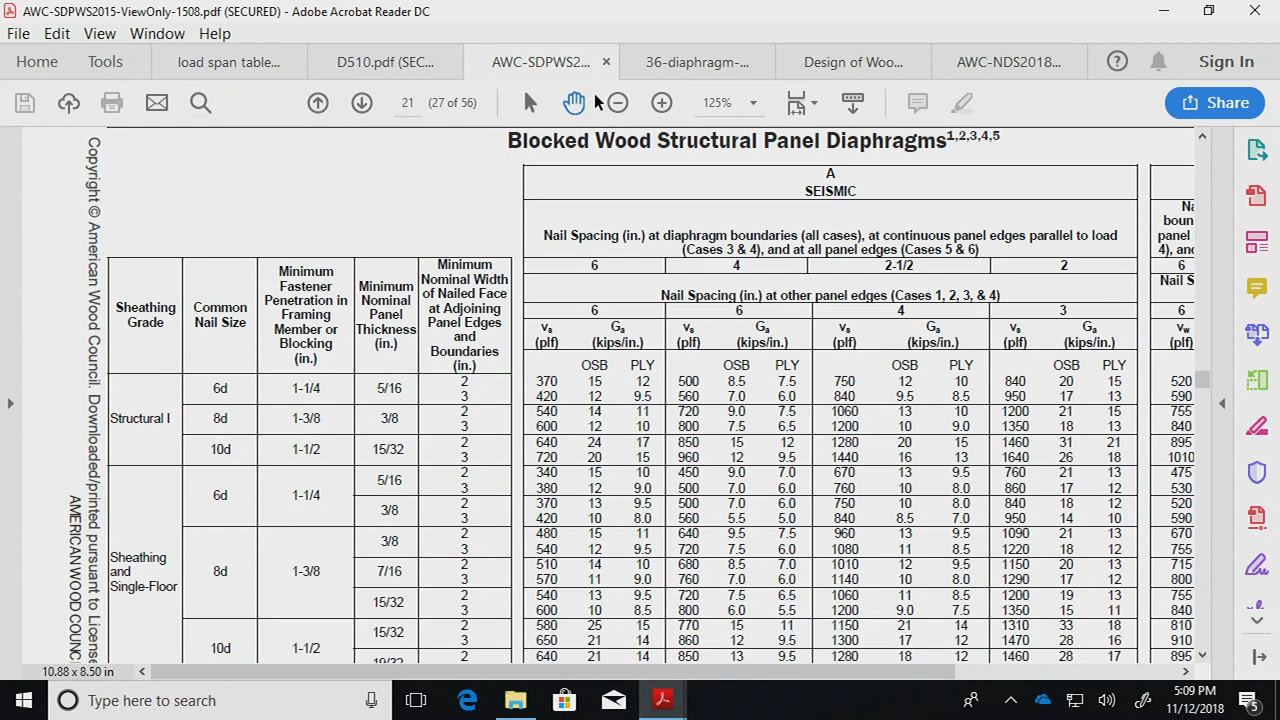 AWC-SDPWS2015-ViewOnly-1508.pdf (SECURED) - Adobe Acrobat Reader DC
File Edit View Window Help
Home Tools load span table... D510.pdf (SEC... AWC-SDPWS2... × 36-diaphragm-... Design of Woo... AWC-NDS2018... Sign In
21 (27 of 56) 125% Share
Blocked Wood Structural Panel Diaphragms1,2,3,4,5
A
SEISMIC
Nail Spacing (in.) at diaphragm boundaries (all cases), at continuous panel edges parallel to load
(Cases 3 & 4), and at all panel edges (Cases 5 & 6)
6 4 2-1/2 2 6
Nail Spacing (in.) at other panel edges (Cases 1, 2, 3, & 4)
6 6 4 3 6
Sheathing Grade
Common Nail Size
Minimum Fastener Penetration in Framing Member or Blocking (in.)
Minimum Nominal Panel Thickness (in.)
Minimum Nominal Width of Nailed Face at Adjoining Panel Edges and Boundaries (in.)
vs Ga vs Ga vs Ga vs Ga vw
(plf) (kips/in.) (plf) (kips/in.) (plf) (kips/in.) (plf) (kips/in.) (plf)
OSB PLY OSB PLY OSB PLY OSB PLY
Structural I
6d 1-1/4 5/16
2 370 15 12 500 8.5 7.5 750 12 10 840 20 15 520
3 420 12 9.5 560 7.0 6.0 840 9.5 8.5 950 17 13 590
8d 1-3/8 3/8
2 540 14 11 720 9.0 7.5 1060 13 10 1200 21 15 755
3 600 12 10 800 7.5 6.5 1200 10 9.0 1350 18 13 840
10d 1-1/2 15/32
2 640 24 17 850 15 12 1280 20 15 1460 31 21 895
3 720 20 15 960 12 9.5 1440 16 13 1640 26 18 1010
Sheathing and Single-Floor
6d 1-1/4 5/16
2 340 15 10 450 9.0 7.0 670 13 9.5 760 21 13 475
3 380 12 9.0 500 7.0 6.0 760 10 8.0 860 17 12 530
3/8
2 370 13 9.5 500 7.0 6.0 750 10 8.0 840 18 12 520
3 420 10 8.0 560 5.5 5.0 840 8.5 7.0 950 14 10 590
8d 1-3/8 3/8
2 480 15 11 640 9.5 7.5 960 13 9.5 1090 21 13 670
3 540 12 9.5 720 7.5 6.0 1080 11 8.5 1220 18 12 755
7/16
2 510 14 10 680 8.5 7.0 1010 12 9.5 1150 20 13 715
3 570 11 9.0 760 7.0 6.0 1140 10 8.0 1290 17 12 800
15/32
2 540 13 9.5 720 7.5 6.5 1060 11 8.5 1200 19 13 755
3 600 10 8.5 800 6.0 5.5 1200 9.0 7.5 1350 15 11 840
10d 1-1/2 15/32
2 580 25 15 770 15 11 1150 21 14 1310 33 18 810
3 650 21 14 860 12 9.5 1300 17 12 1470 28 16 910
2 640 21 14 850 13 9.5 1280 18 12 1460 28 17 895
Copyright © American Wood Council. Downloaded/printed pursuant to License
AMERICAN WOOD COUNC
10.88 x 8.50 in
Type here to search
5:09 PM
11/12/2018
5